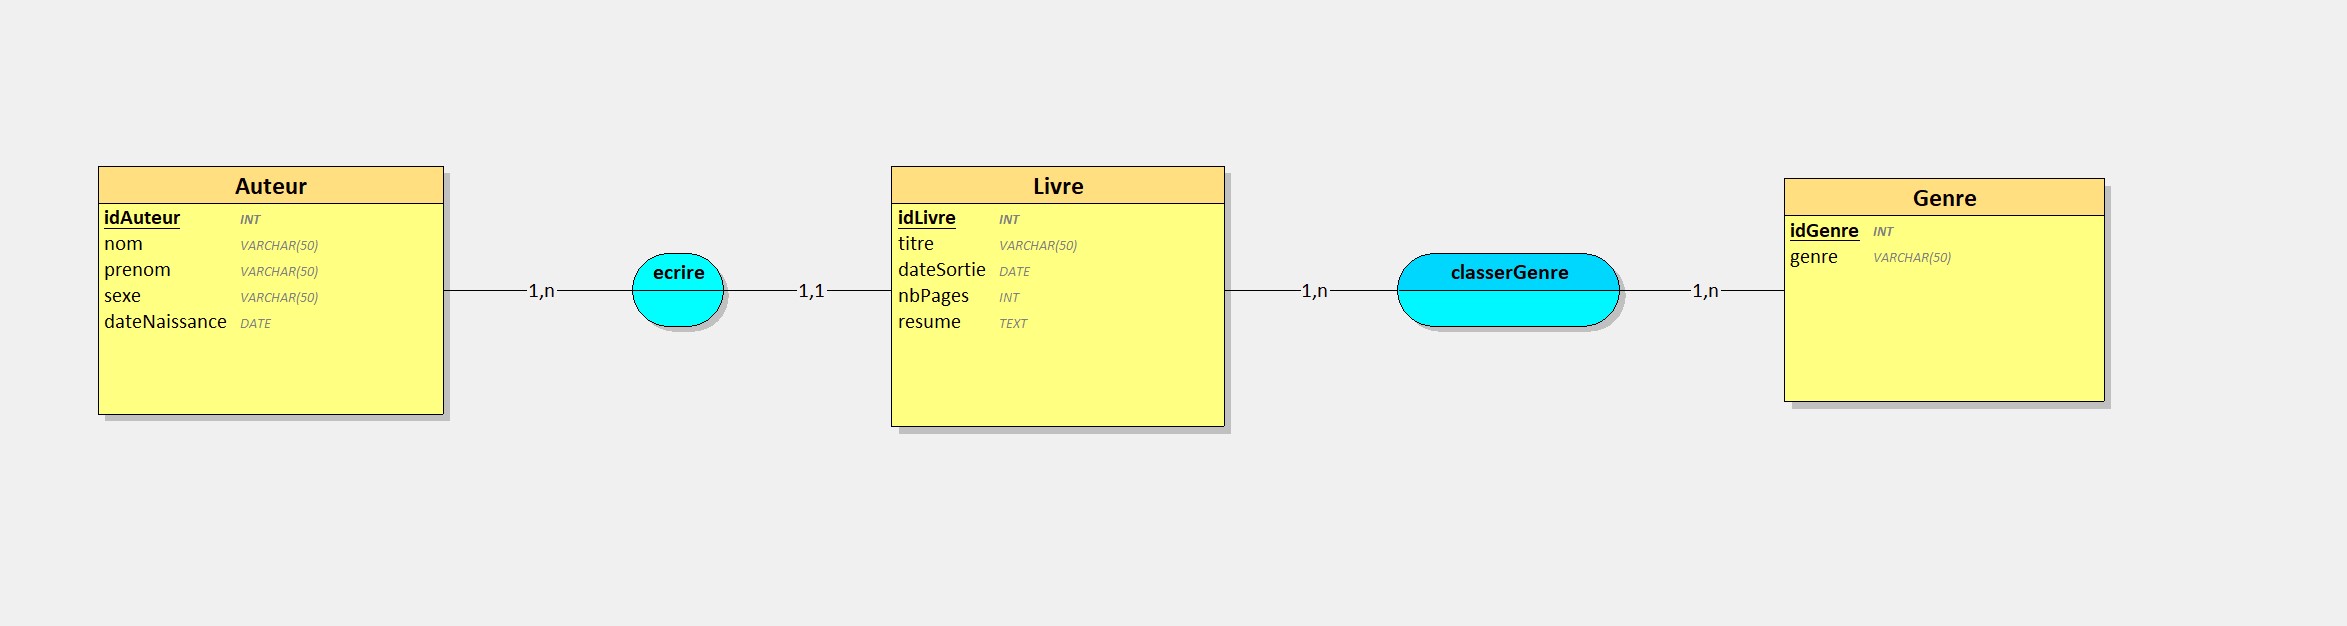 Auteur
idAuteur INT
nom VARCHAR(50)
prenom VARCHAR(50)
sexe VARCHAR(50)
dateNaissance DATE
1,n
ecrire
1,1
Livre
idLivre INT
titre VARCHAR(50)
dateSortie DATE
nbPages INT
resume TEXT
1,n
classerGenre
1,n
Genre
idGenre INT
genre VARCHAR(50)